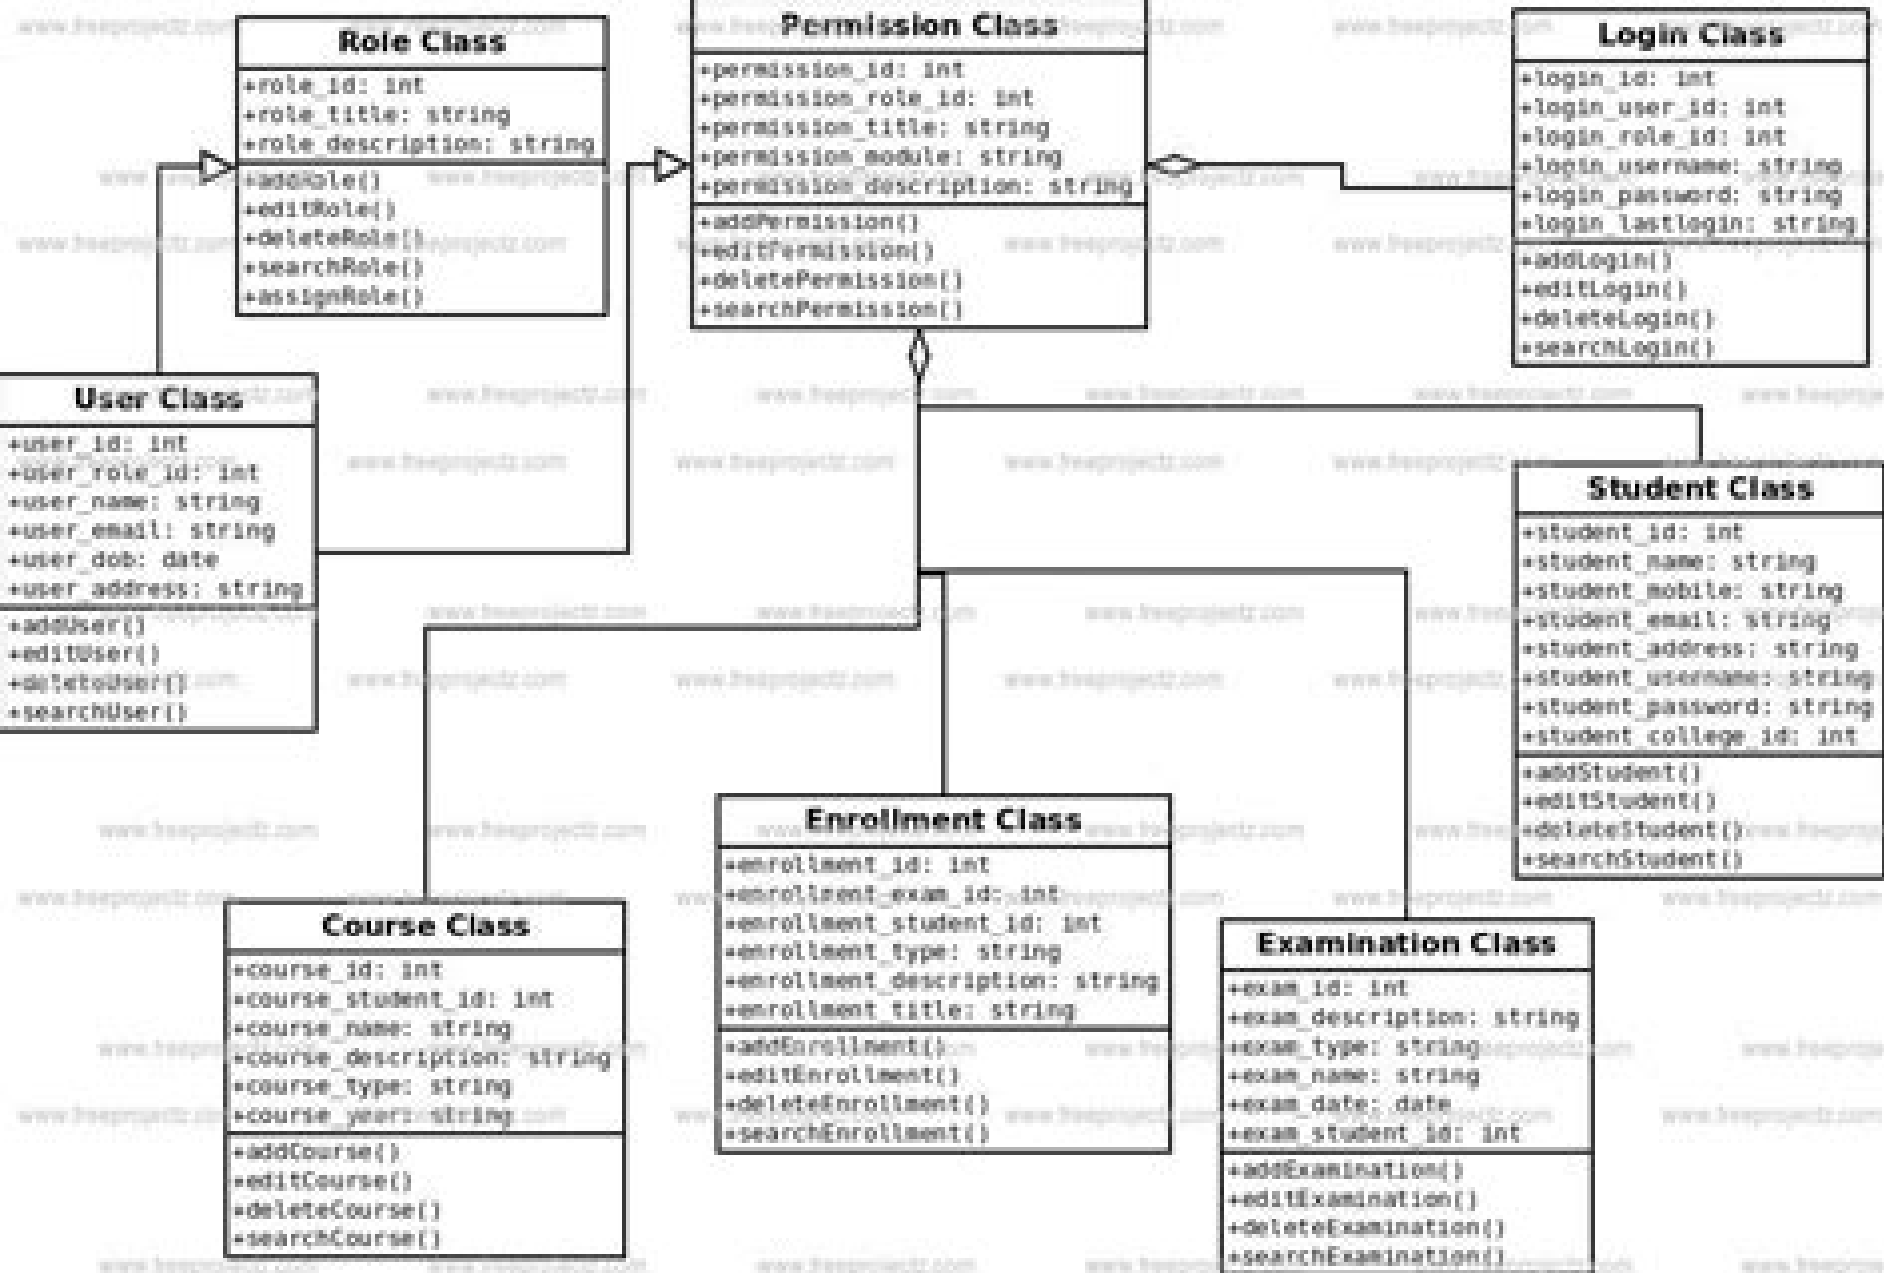 Role Class
+role_id: int
+role_title: string
+role_description: string
+addRole()
+editRole()
+deleteRole()
+searchRole()
+assignRole()
Permission Class
+permission_id: int
+permission_role_id: int
+permission_title: string
+permission_module: string
+permission_description: string
+addPermission()
+editPermission()
+deletePermission()
+searchPermission()
Login Class
+login_id: int
+login_user_id: int
+login_role_id: int
+login_username: string
+login_password: string
+login_lastlogin: string
+addLogin()
+editLogin()
+deleteLogin()
+searchLogin()
User Class
+user_id: int
+user_role_id: int
+user_name: string
+user_email: string
+user_dob: date
+user_address: string
+addUser()
+editUser()
+deleteUser()
+searchUser()
Student Class
+student_id: int
+student_name: string
+student_mobile: string
+student_email: string
+student_address: string
+student_username: string
+student_password: string
+student_college_id: int
+addStudent()
+editStudent()
+deleteStudent()
+searchStudent()
Enrollment Class
+enrollment_id: int
+enrollment_exam_id: int
+enrollment_student_id: int
+enrollment_type: string
+enrollment_description: string
+enrollment_title: string
+addEnrollment()
+editEnrollment()
+deleteEnrollment()
+searchEnrollment()
Course Class
+course_id: int
+course_student_id: int
+course_name: string
+course_description: string
+course_type: string
+course_year: string
+addCourse()
+editCourse()
+deleteCourse()
+searchCourse()
Examination Class
+exam_id: int
+exam_description: string
+exam_type: string
+exam_name: string
+exam_date: date
+exam_student_id: int
+addExamination()
+editExamination()
+deleteExamination()
+searchExamination()
www.freeprojectz.com